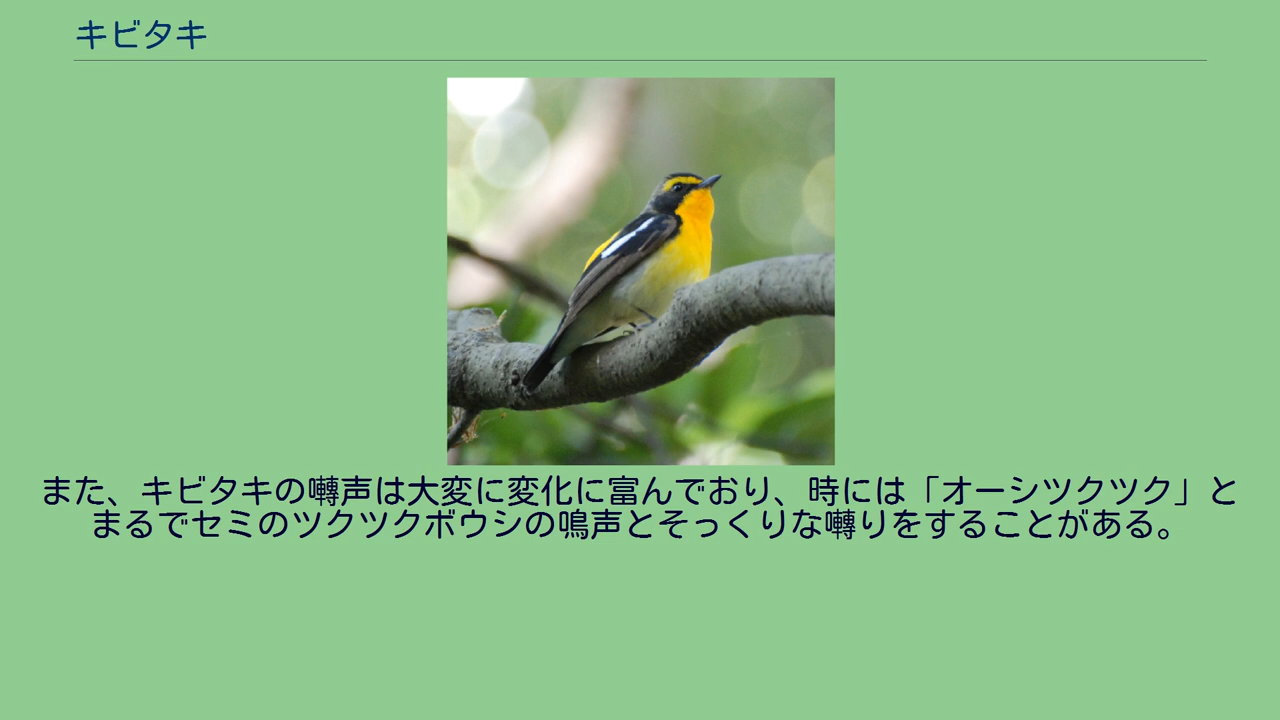 キビタキ
また、キビタキの囀声は大変に変化に富んでおり、時には「オーシツクツク」と
まるでセミのツクツクボウシの鳴声とそっくりな囀りをすることがある。